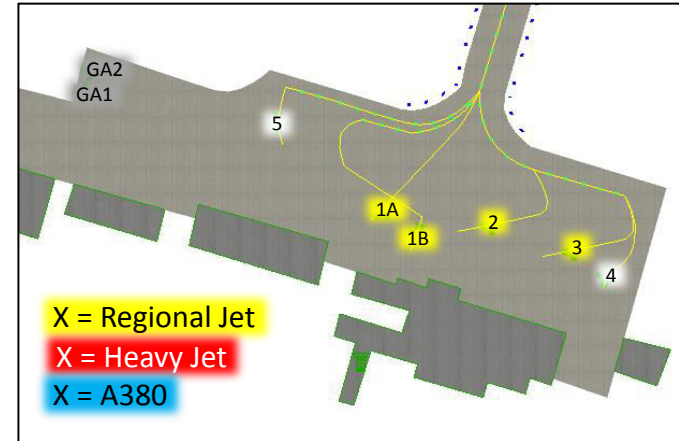 GA2
GA1
5
1A
1B
2
3
4
X = Regional Jet
X = Heavy Jet
X = A380